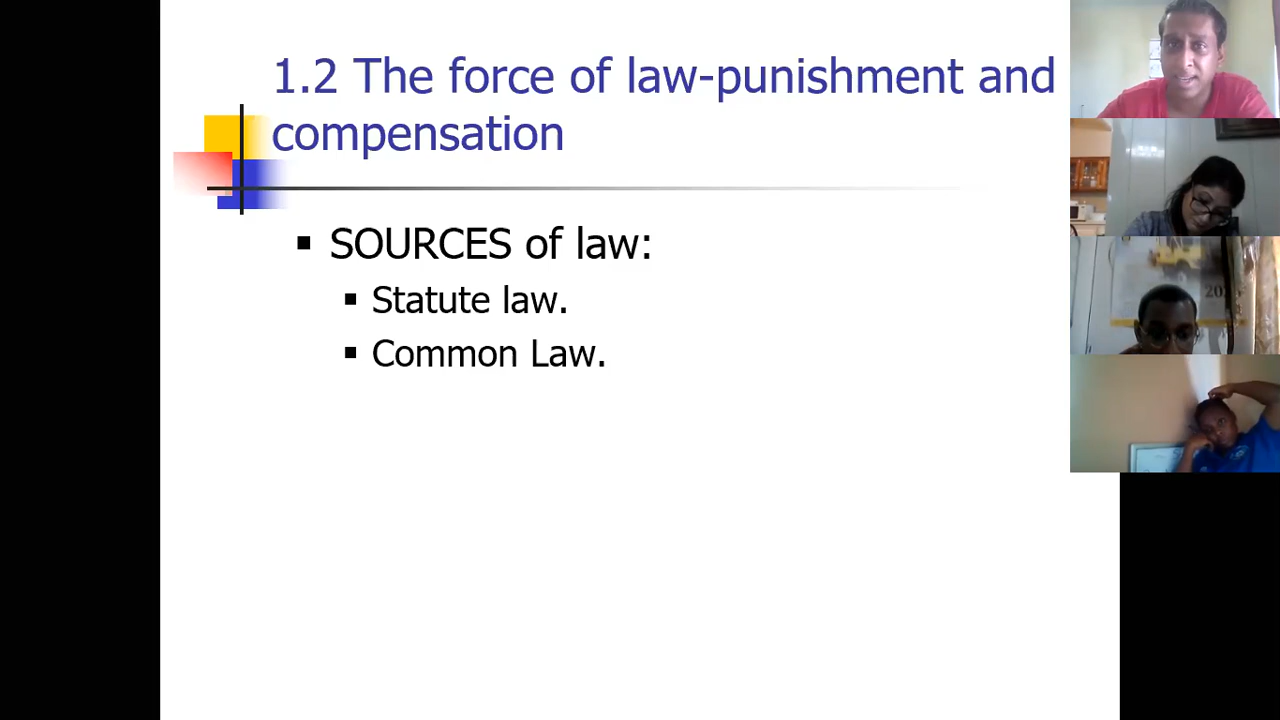 1.2 The force of law-punishment and
compensation
SOURCES of law:
Statute law.
Common Law.